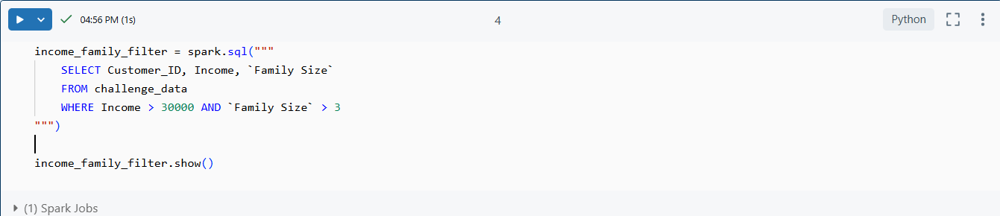 04:56 PM (1s)
4
Python
income_family_filter = spark.sql("""
    SELECT Customer_ID, Income, `Family Size`
    FROM challenge_data
    WHERE Income > 30000 AND `Family Size` > 3
""")
income_family_filter.show()
(1) Spark Jobs